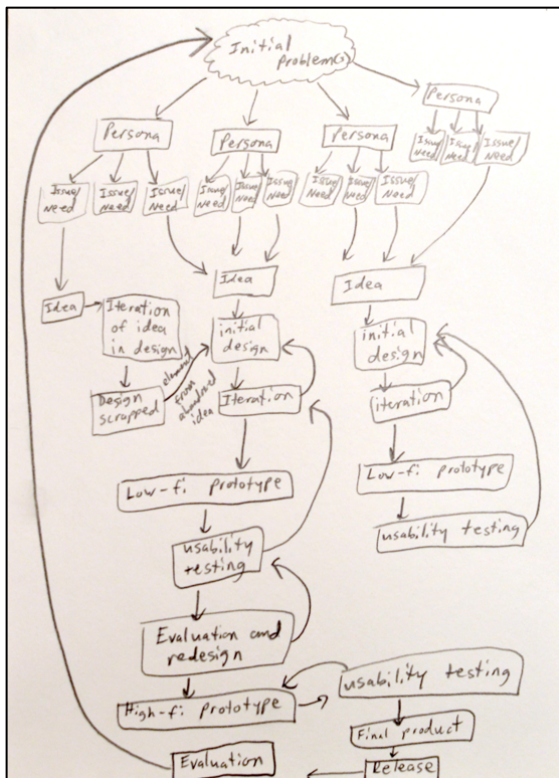 Initial
Problem(s)
Persona
Persona
Persona
Persona
Issue/
Need
Issue/
Need
Issue/
Need
Issue/
Need
Issue/
Need
Issue/
Need
Issue/
Need
Issue/
Need
Issue/
Need
Issue/
Need
Issue/
Need
Issue/
Need
Idea
Iteration
of idea
in design
Design
scrapped
element
from
abandoned
idea
Idea
initial
design
Iteration
Low-fi prototype
usability
testing
Evaluation and
redesign
High-fi prototype
usability testing
Final product
Release
Evaluation
Idea
initial
design
iteration
Low-fi prototype
usability testing